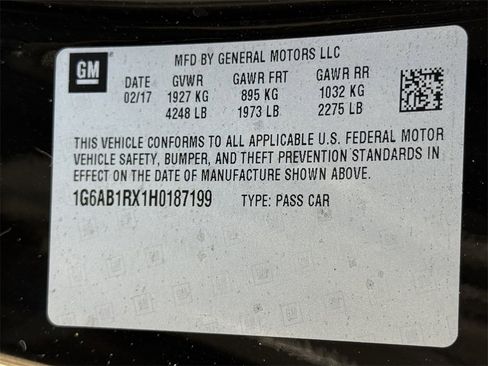 GM MFD BY GENERAL MOTORS LLC
DATE GVWR GAWR FRT GAWR RR
02/17 1927 KG 895 KG 1032 KG
4248 LB 1973 LB 2275 LB
THIS VEHICLE CONFORMS TO ALL APPLICABLE U.S. FEDERAL MOTOR
VEHICLE SAFETY, BUMPER, AND THEFT PREVENTION STANDARDS IN
EFFECT ON THE DATE OF MANUFACTURE SHOWN ABOVE.
1G6AB1RX1H0187199 TYPE: PASS CAR